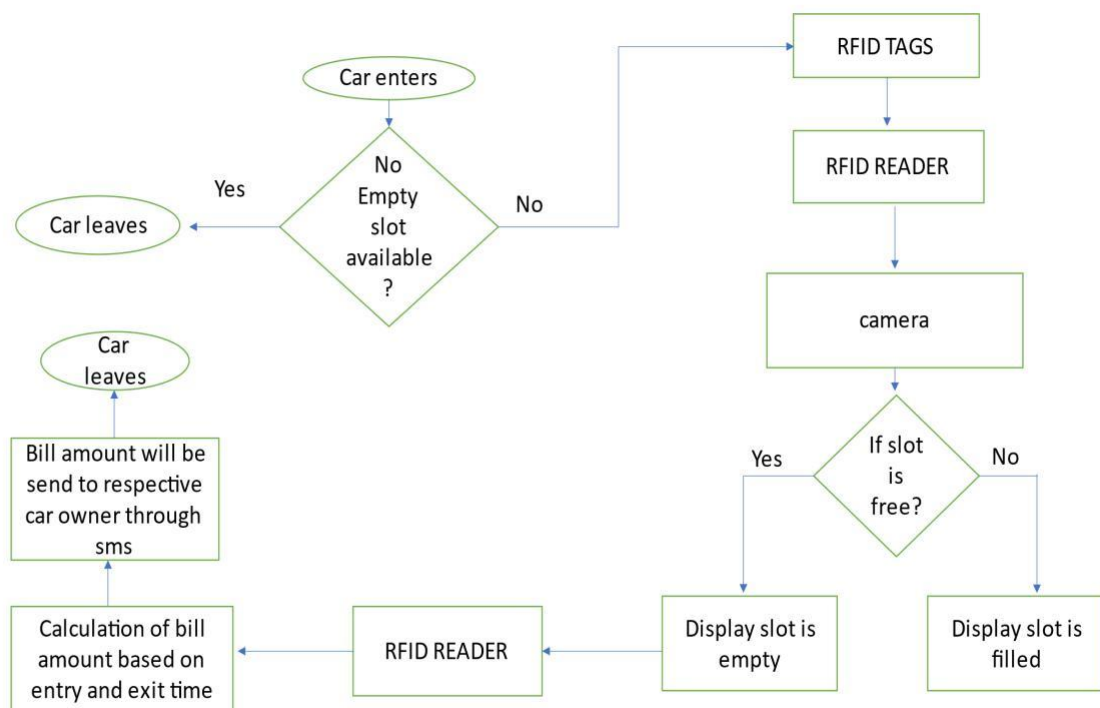 Car enters
No
Empty
slot
available
?
Yes
Car leaves
No
RFID TAGS
RFID READER
camera
If slot
is
free?
Yes
No
Display slot is
empty
Display slot is
filled
RFID READER
Calculation of bill
amount based on
entry and exit time
Bill amount will be
send to respective
car owner through
sms
Car
leaves